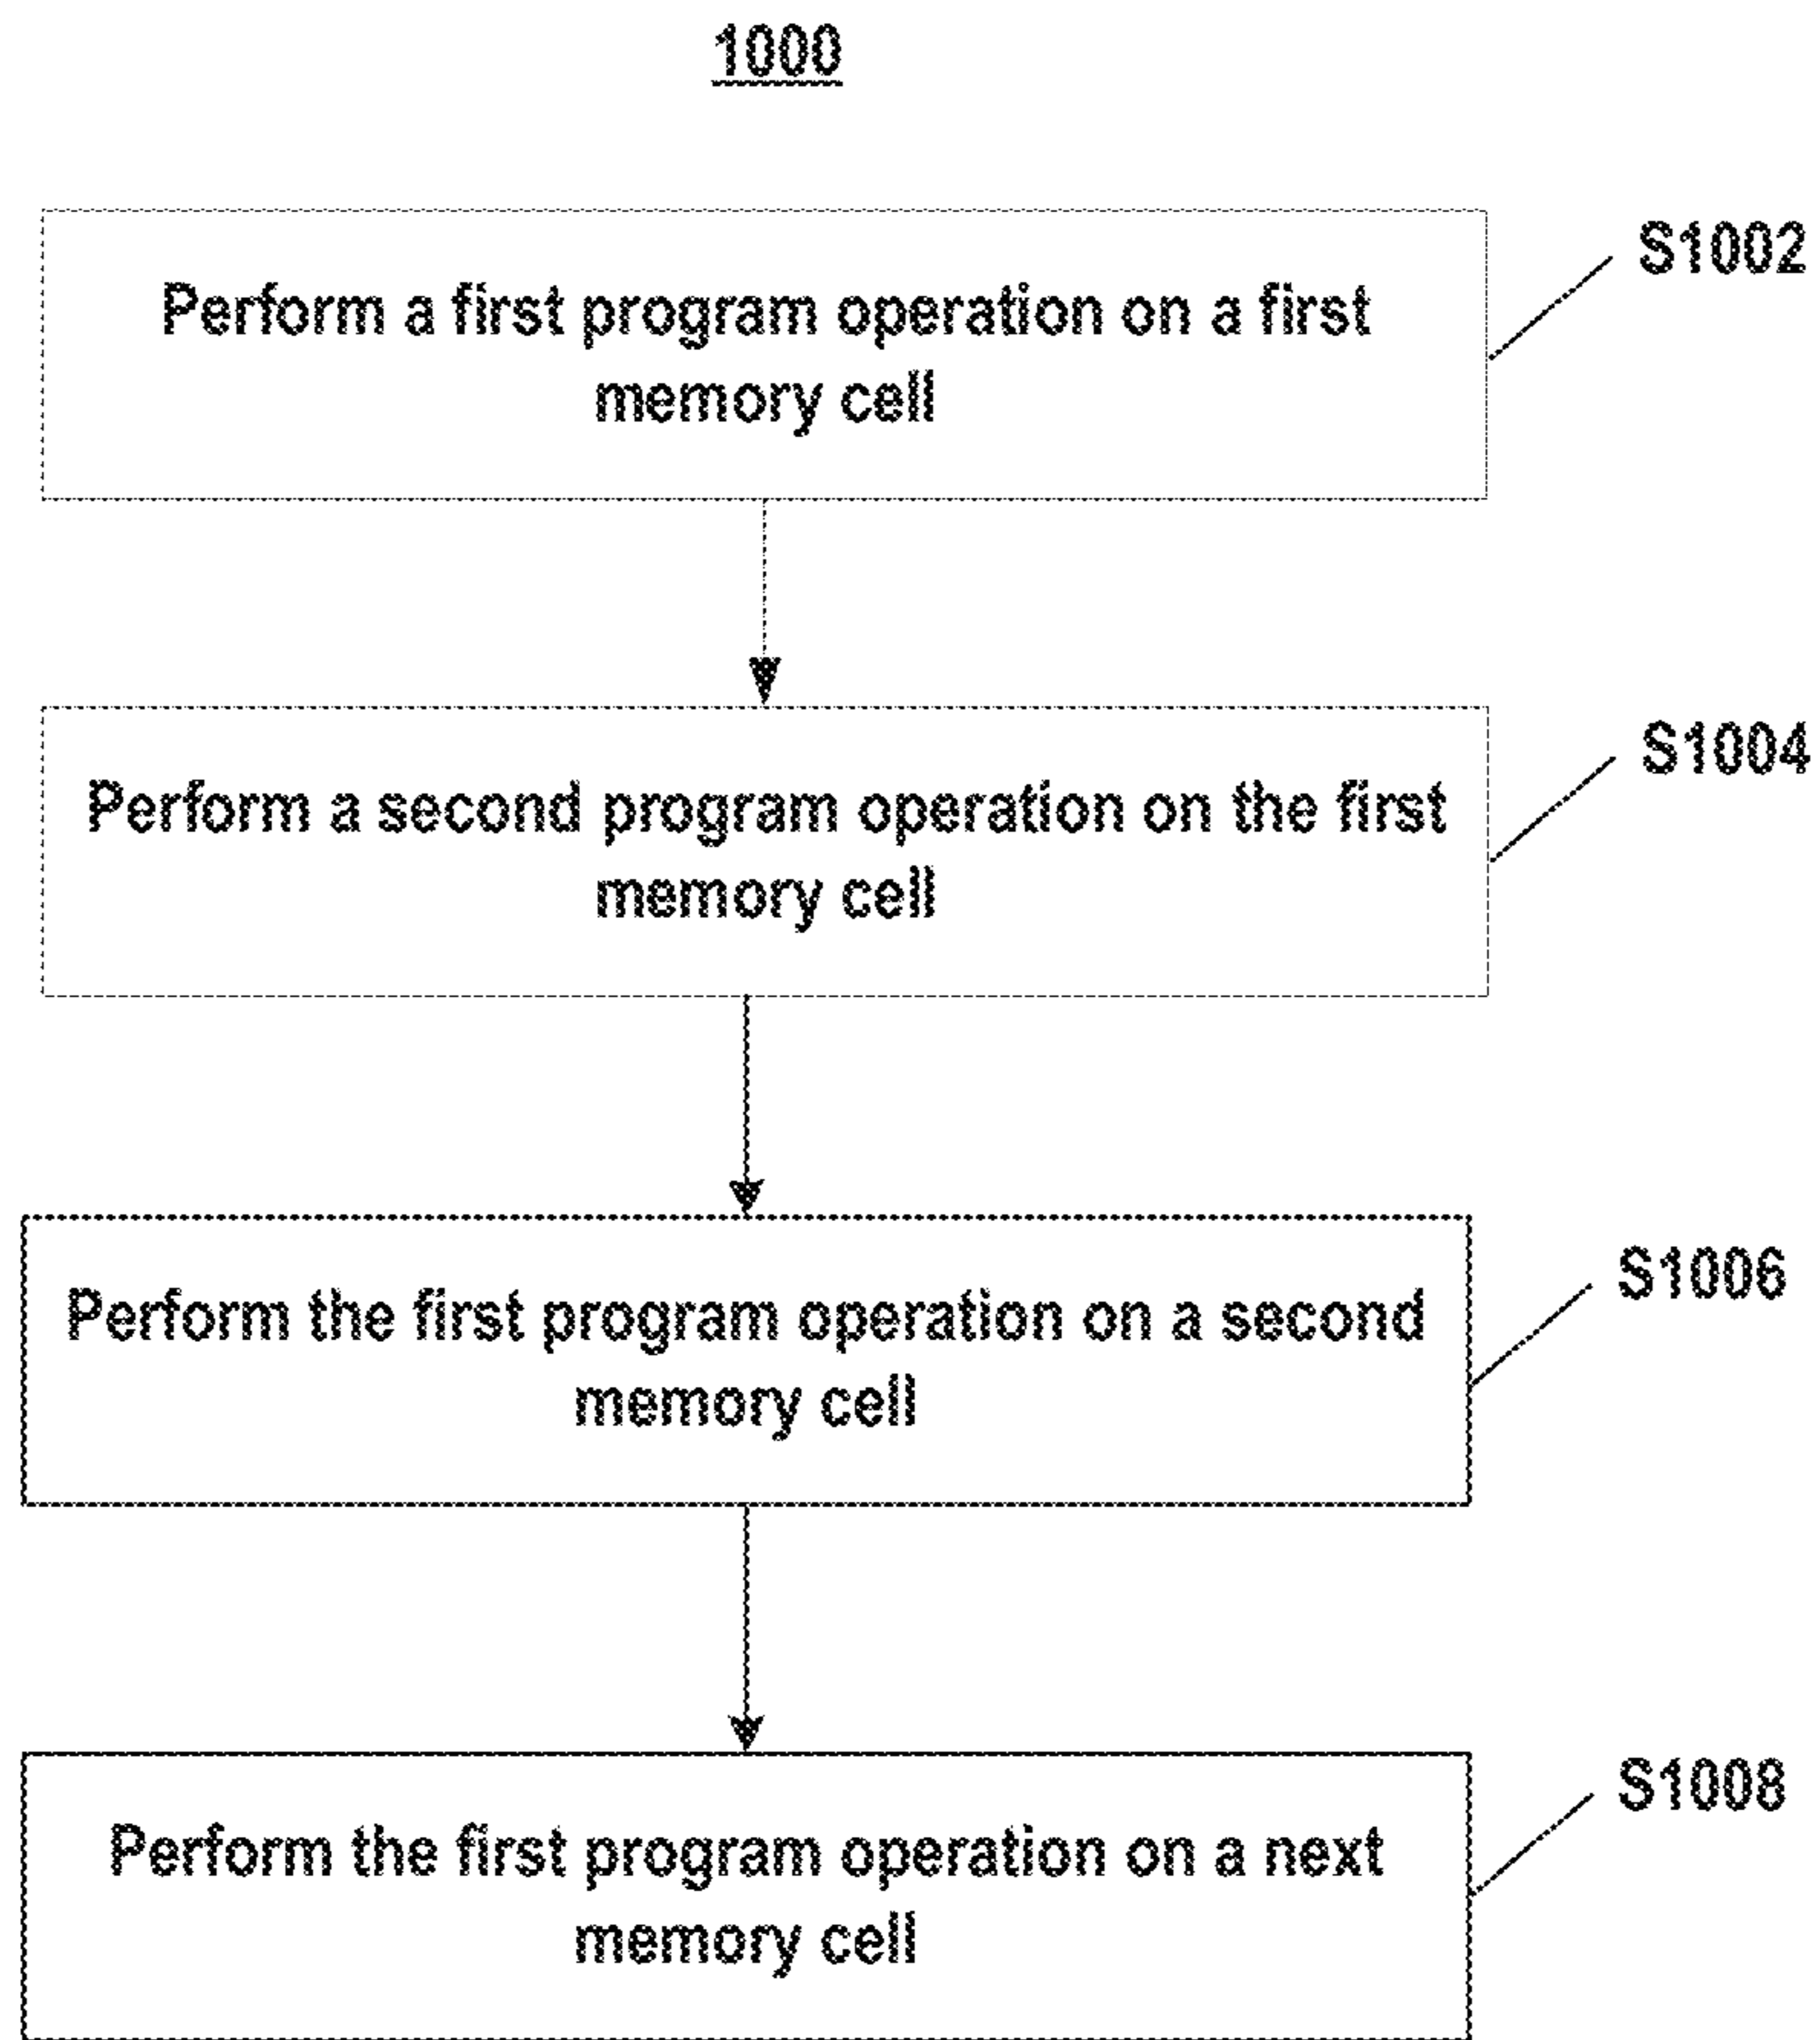 1000
Perform a first program operation on a first
memory cell
S1002
Perform a second program operation on the first
memory cell
S1004
Perform the first program operation on a second
memory cell
S1006
Perform the first program operation on a next
memory cell
S1008